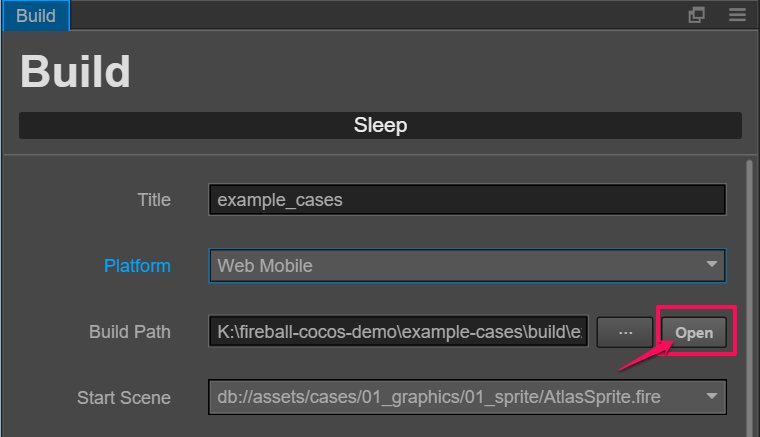 Build
Build
Sleep
Title example_cases
Platform Web Mobile
Build Path K:\fireball-cocos-demo\example-cases\build\e ... Open
Start Scene db://assets/cases/01_graphics/01_sprite/AtlasSprite.fire